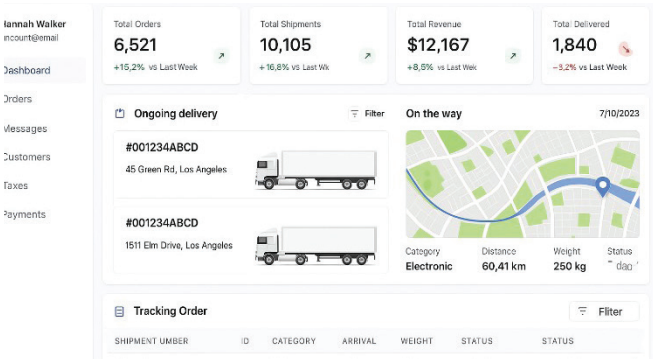 Hannah Walker
Dashboard
Orders
Messages
Customers
Taxes
Payments
Total Orders
6,521
+15,2% vs Last Week
Total Shipments
10,105
+16,8% vs Last Wk
Total Revenue
$12,167
+8,5% vs Last Wek
Total Delivered
1,840
−3,2% vs Last Week
Ongoing delivery
Filter
#001234ABCD
45 Green Rd, Los Angeles
#001234ABCD
1511 Elm Drive, Los Angeles
On the way
7/10/2023
Category
Distance
Weight
Status
Electronic
60,41 km
250 kg
Tracking Order
Fliter
SHIPMENT UMBER ID CATEGORY ARRIVAL WEIGHT STATUS STATUS